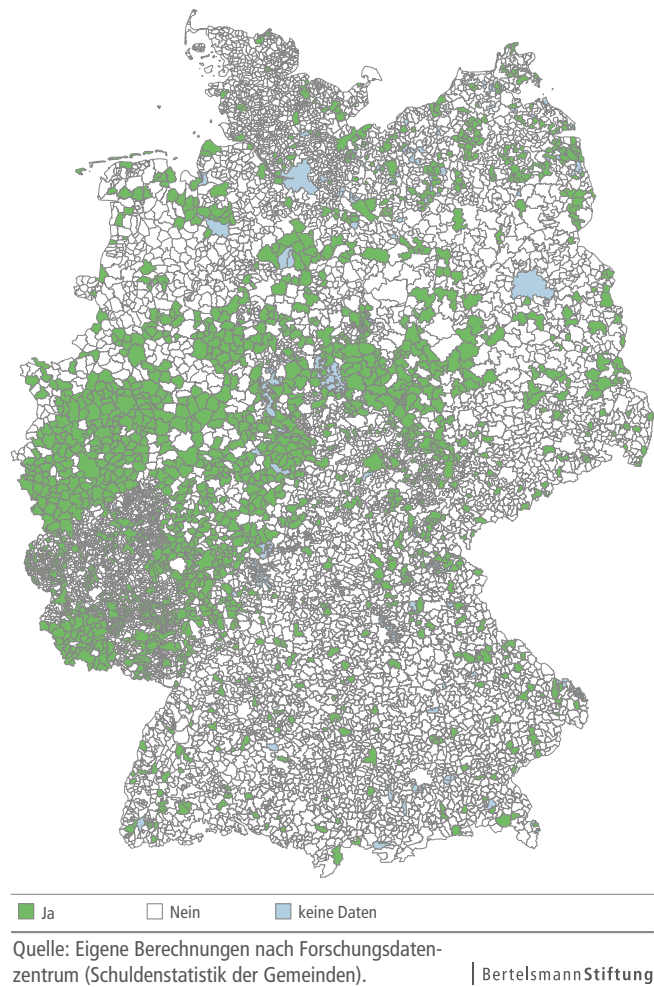 Ja
Nein
keine Daten
Quelle: Eigene Berechnungen nach Forschungsdaten-
zentrum (Schuldenstatistik der Gemeinden).
BertelsmannStiftung